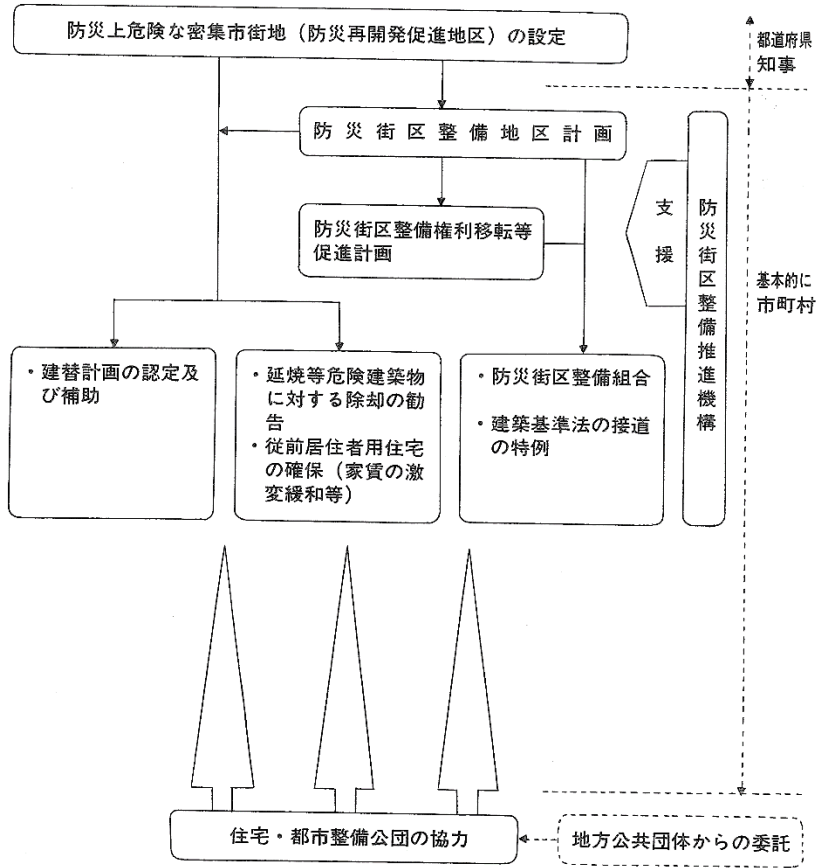 防災上危険な密集市街地（防災再開発促進地区）の設定
都道府県
知事
防災街区整備地区計画
防災街区整備権利移転等
促進計画
支援
防災街区整備推進機構
基本的に
市町村
・建替計画の認定及
び補助
・延焼等危険建築物
に対する除却の勧
告
・従前居住者用住宅
の確保（家賃の激
変緩和等）
・防災街区整備組合
・建築基準法の接道
の特例
住宅・都市整備公団の協力
地方公共団体からの委託